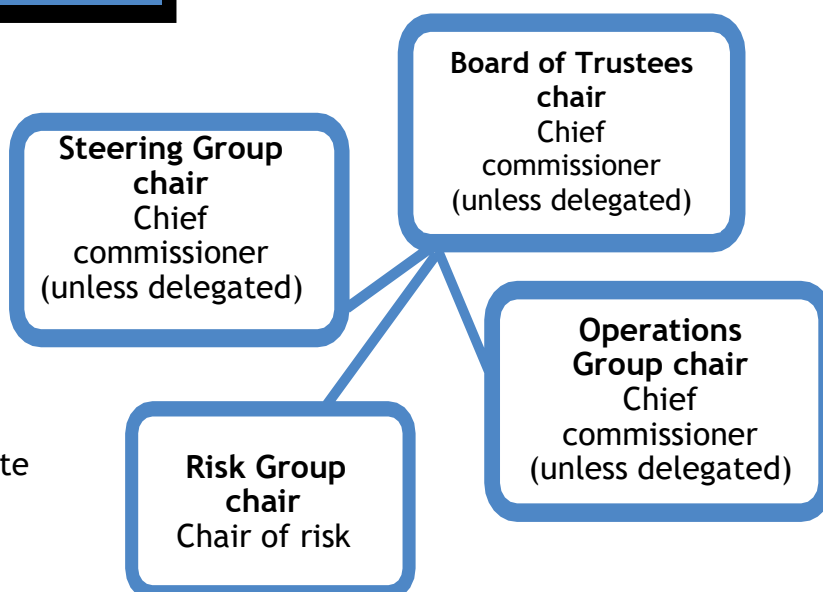 Board of Trustees
chair
Chief
commissioner
(unless delegated)
Steering Group
chair
Chief
commissioner
(unless delegated)
Operations
Group chair
Chief
commissioner
(unless delegated)
te
Risk Group
chair
Chair of risk